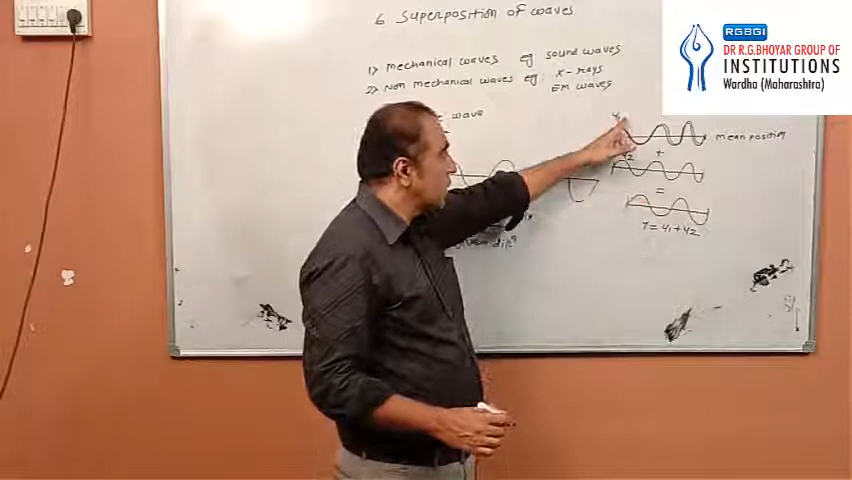 6. Superposition of waves
1) Mechanical waves eg sound waves
2) Non mechanical waves eg. X-rays
EM waves
wave
mean position
y2
+
=
Y = y1 + y2
RGBGI
DR R.G.BHOYAR GROUP OF
INSTITUTIONS
Wardha (Maharashtra)